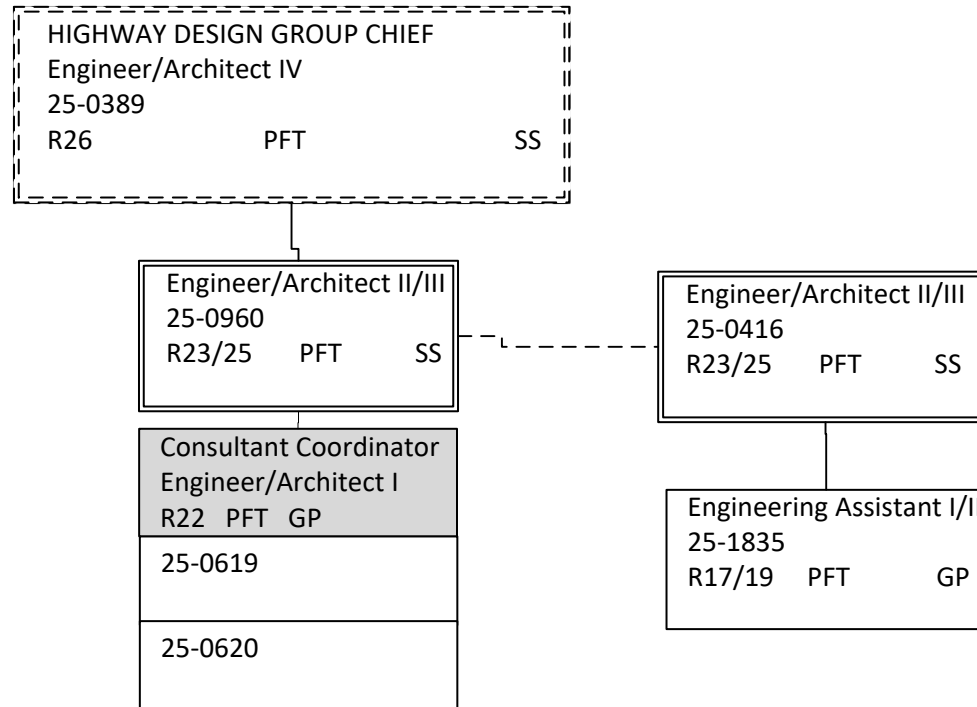 HIGHWAY DESIGN GROUP CHIEF
Engineer/Architect IV
25-0389
R26 PFT SS
Engineer/Architect II/III
25-0960
R23/25 PFT SS
Consultant Coordinator
Engineer/Architect I
R22 PFT GP
25-0619
25-0620
Engineer/Architect II/III
25-0416
R23/25 PFT SS
Engineering Assistant
25-1835
R17/19 PFT GP